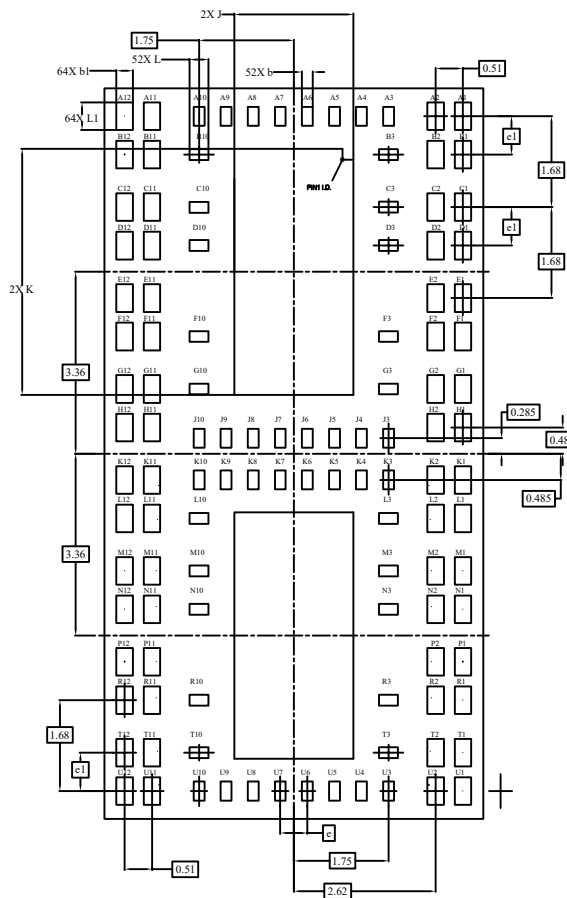 2X J
1.75
52X L
52X b
64X b1
0.51
A12 A11 A10 A9 A8 A7 A6 A5 A4 A3 A2 A1
64X L1
e1
B12 B11 B10 B3 B2 B1
1.68
PIN1 I.D.
C12 C11 C10 C3 C2 C1
e1
D12 D11 D10 D3 D2 D1
1.68
2X K
E12 E11 E2 E1
F12 F11 F10 F3 F2 F1
3.36
G12 G11 G10 G3 G2 G1
H12 H11 H2 H1
0.285
J10 J9 J8 J7 J6 J5 J4 J3
0.48
K12 K11 K10 K9 K8 K7 K6 K5 K4 K3 K2 K1
0.485
L12 L11 L10 L3 L2 L1
3.36
M12 M11 M10 M3 M2 M1
N12 N11 N10 N3 N2 N1
P12 P11 P2 P1
R12 R11 R10 R3 R2 R1
1.68
T12 T11 T10 T3 T2 T1
e1
U12 U11 U10 U9 U8 U7 U6 U5 U4 U3 U2 U1
e
1.75
0.51
2.62